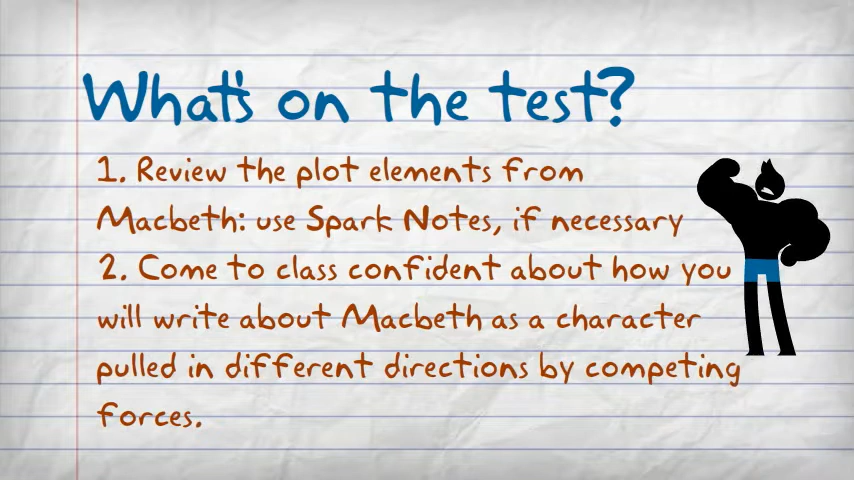 What's on the test?
1. Review the plot elements from
Macbeth: use Spark Notes, if necessary
2. Come to class confident about how you
will write about Macbeth as a character
pulled in different directions by competing
forces.